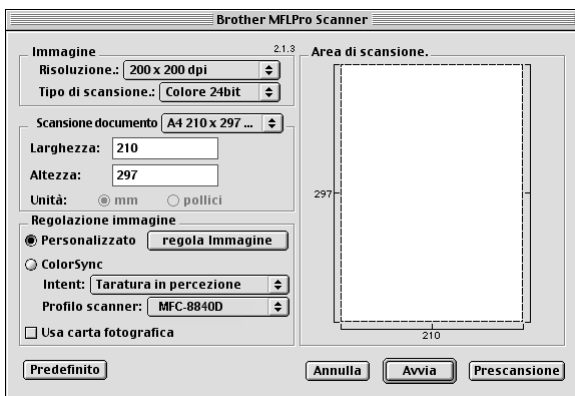 Brother MFLPro Scanner
Immagine 2.1.3
Risoluzione.: 200 x 200 dpi
Tipo di scansione.: Colore 24bit
Scansione documento A4 210 x 297 ...
Larghezza: 210
Altezza: 297
Unità: mm pollici
Regolazione immagine
Personalizzato regola Immagine
ColorSync
Intent: Taratura in percezione
Profilo scanner: MFC-8840D
Usa carta fotografica
Area di scansione.
297
210
Predefinito Annulla Avvia Prescansione